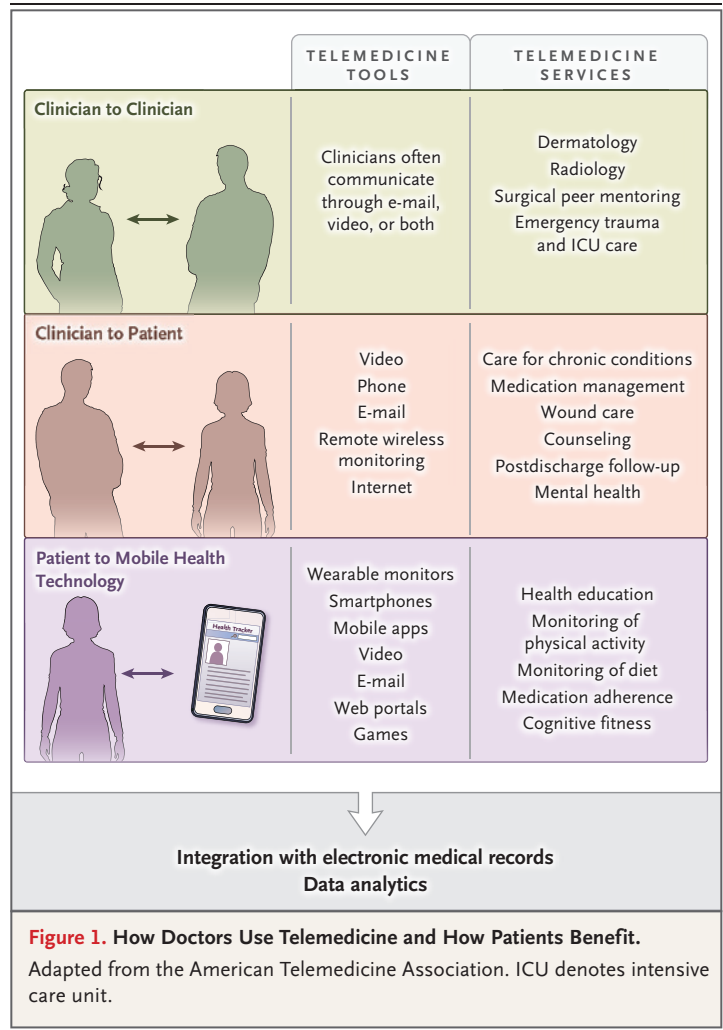 TELEMEDICINE
TOOLS
TELEMEDICINE
SERVICES
Clinician to Clinician
Clinicians often
communicate
through e-mail,
video, or both
Dermatology
Radiology
Surgical peer mentoring
Emergency trauma
and ICU care
Clinician to Patient
Video
Phone
E-mail
Remote wireless
monitoring
Internet
Care for chronic conditions
Medication management
Wound care
Counseling
Postdischarge follow-up
Mental health
Patient to Mobile Health
Technology
Health Tracker
Wearable monitors
Smartphones
Mobile apps
Video
E-mail
Web portals
Games
Health education
Monitoring of
physical activity
Monitoring of diet
Medication adherence
Cognitive fitness
Integration with electronic medical records
Data analytics
Figure 1. How Doctors Use Telemedicine and How Patients Benefit.
Adapted from the American Telemedicine Association. ICU denotes intensive
care unit.